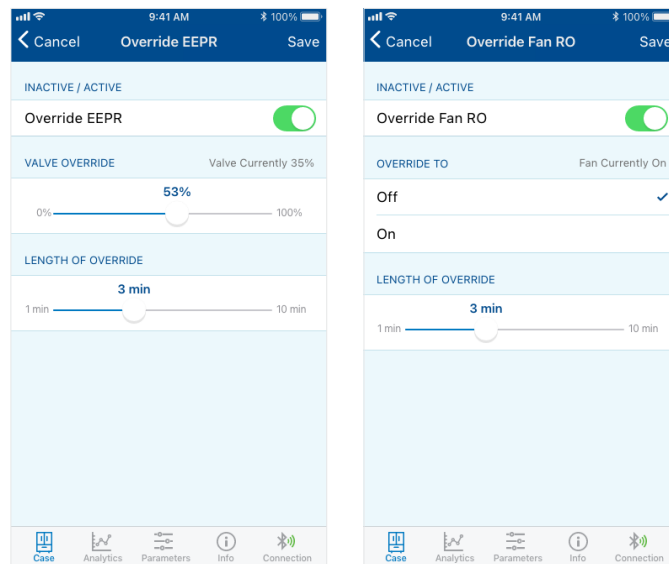 9:41 AM 100%
Cancel Override EEPR Save
INACTIVE / ACTIVE
Override EEPR
VALVE OVERRIDE Valve Currently 35%
53%
0% 100%
LENGTH OF OVERRIDE
3 min
1 min 10 min
Case Analytics Parameters Info Connection
9:41 AM 100%
Cancel Override Fan RO Save
INACTIVE / ACTIVE
Override Fan RO
OVERRIDE TO Fan Currently On
Off
On
LENGTH OF OVERRIDE
3 min
1 min 10 min
Case Analytics Parameters Info Connection